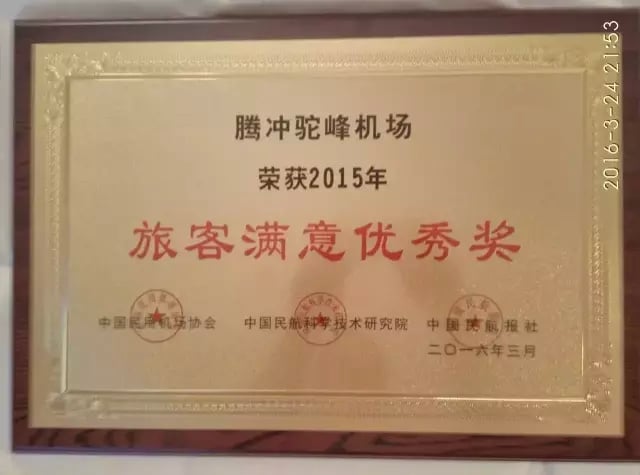 腾冲驼峰机场
荣获2015年
旅客满意优秀奖
中国民用机场协会 中国民航科学技术研究院 中国民航报社
二〇一六年三月
2016-3-24 21:53